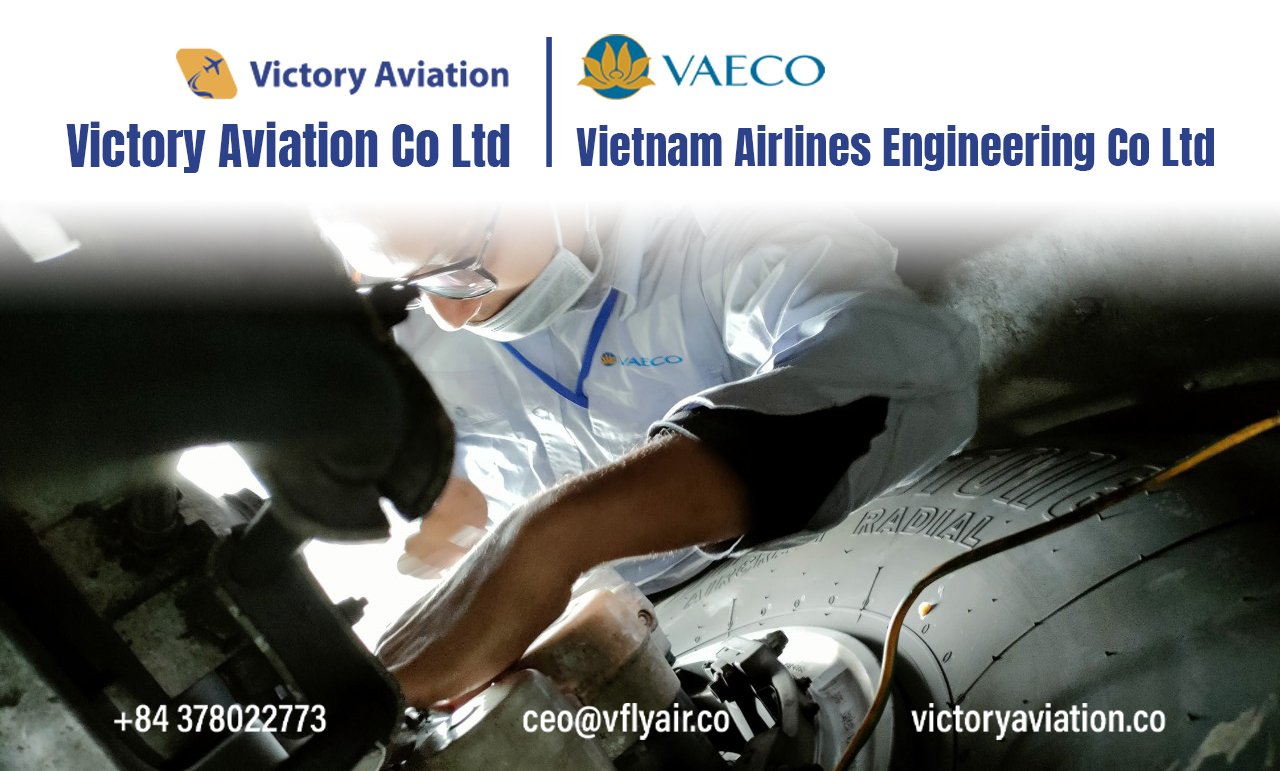 Victory Aviation
VAECO
Victory Aviation Co Ltd
Vietnam Airlines Engineering Co Ltd
VAECO
RADIAL
+84 378022773
ceo@vflyair.co
victoryaviation.co